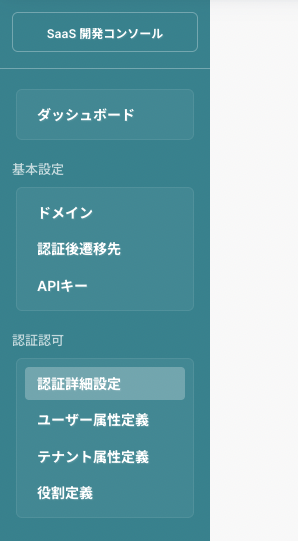 SaaS 開発コンソール
ダッシュボード
基本設定
ドメイン
認証後遷移先
APIキー
認証認可
認証詳細設定
ユーザー属性定義
テナント属性定義
役割定義